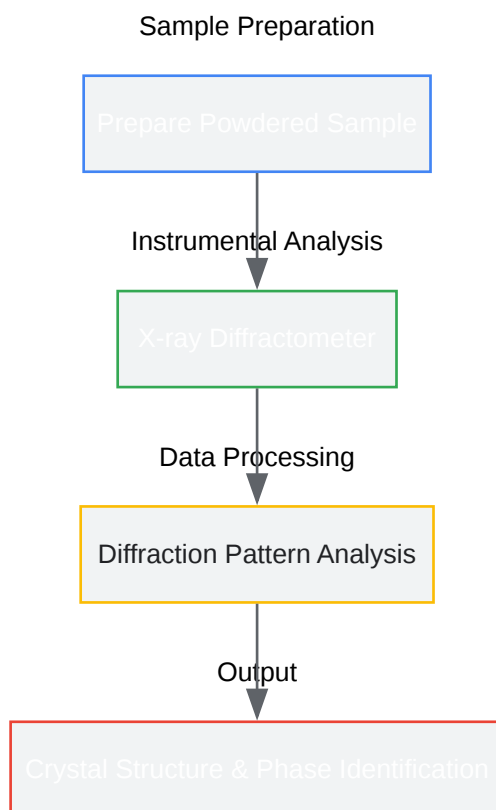 Sample Preparation
Prepare Powdered Sample
Instrumental Analysis
X-ray Diffractometer
Data Processing
Diffraction Pattern Analysis
Output
Crystal Structure & Phase Identification